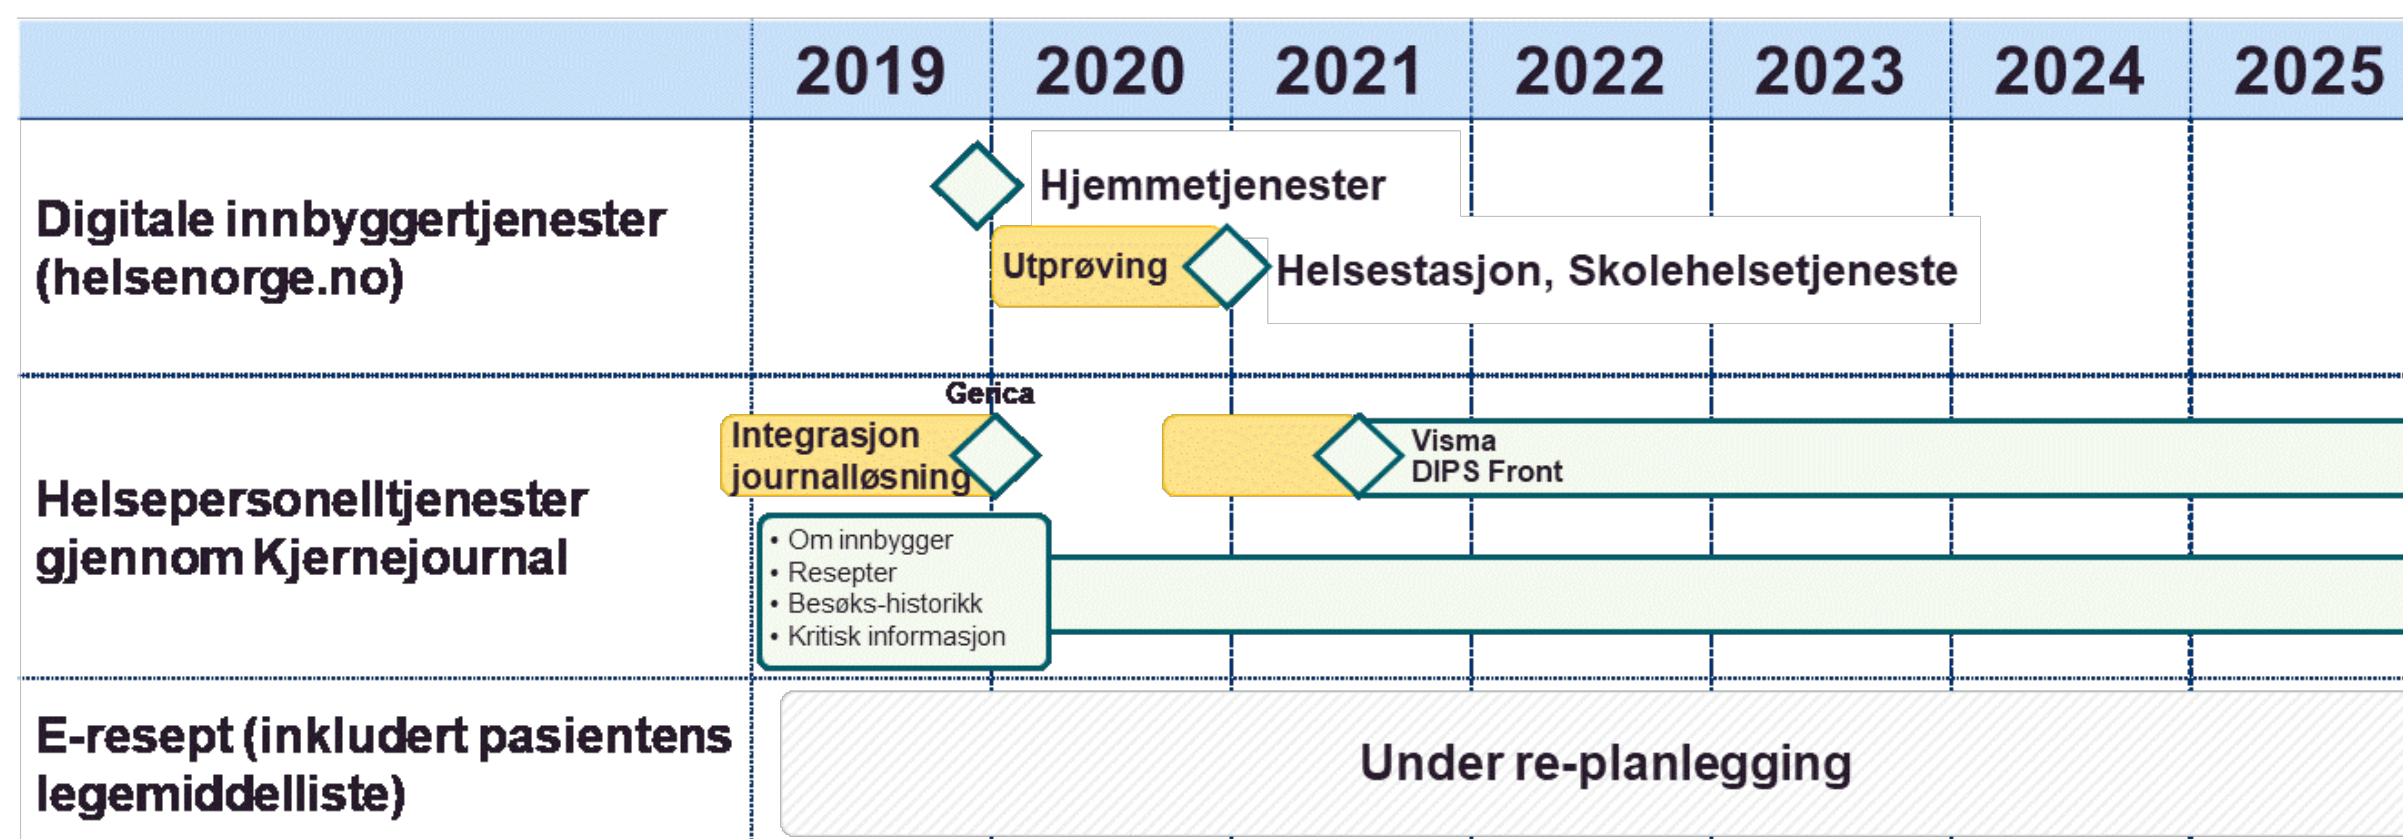 2019 2020 2021 2022 2023 2024 2025
Digitale innbyggertjenester
(helsenorge.no)
Hjemmetjenester
Utprøving
Helsestasjon, Skolehelsetjeneste
Helsepersonelltjenester
gjennom Kjernejournal
Gerica
Integrasjon
journalløsning
Visma
DIPS Front
• Om innbygger
• Resepter
• Besøks-historikk
• Kritisk informasjon
E-resept (inkludert pasientens
legemiddelliste)
Under re-planlegging